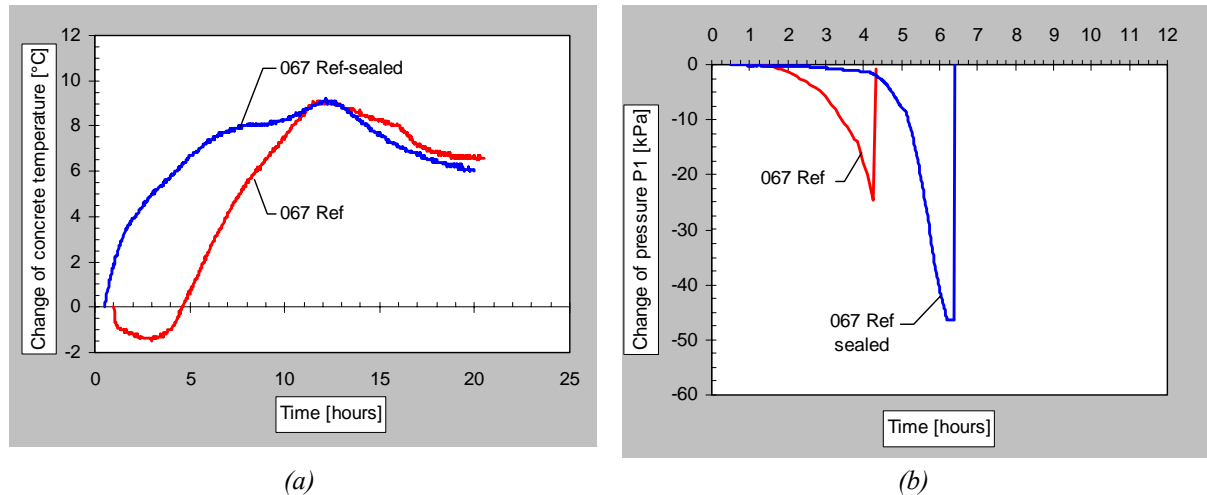 Change of concrete temperature [°C]
12
10
8
6
4
2
0
-2
067 Ref-sealed
067 Ref
0 5 10 15 20 25
Time [hours]
(a)
0 1 2 3 4 5 6 7 8 9 10 11 12
Change of pressure P1 [kPa]
0
-10
-20
-30
-40
-50
-60
067 Ref
067 Ref
sealed
Time [hours]
(b)